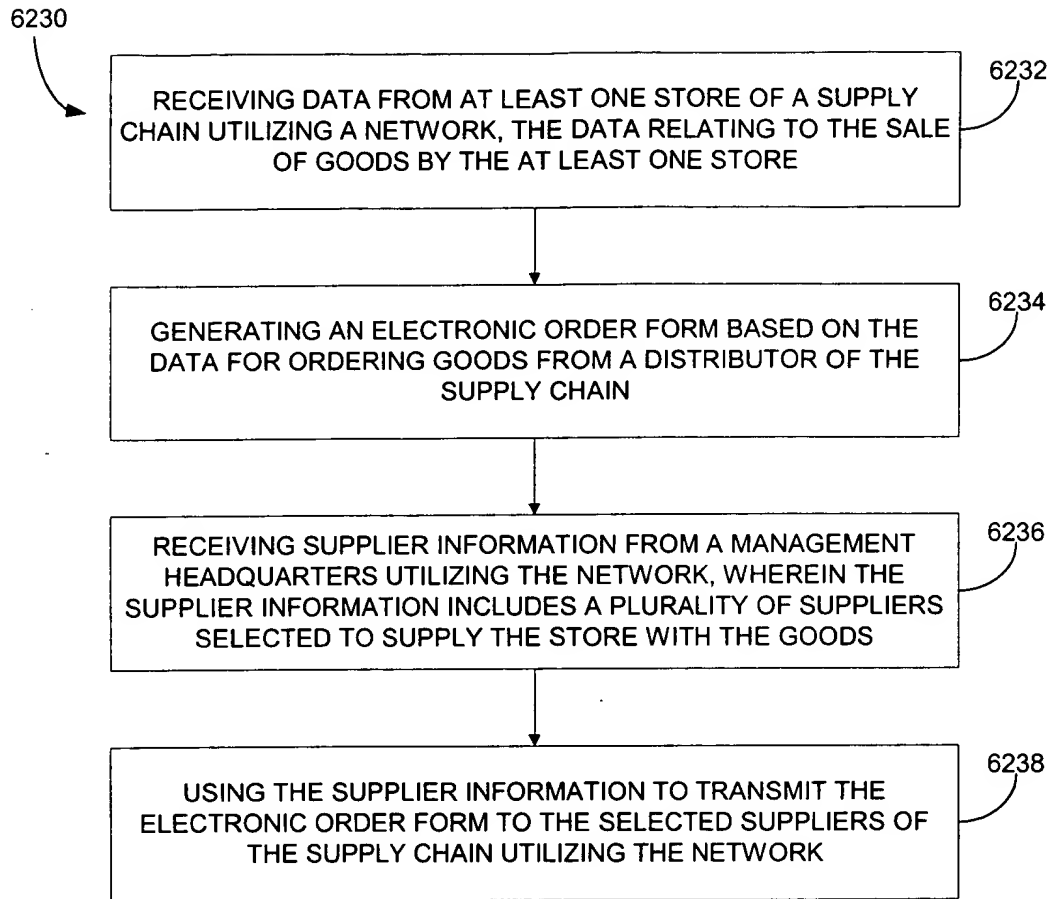 6230
6232
RECEIVING DATA FROM AT LEAST ONE STORE OF A SUPPLY
CHAIN UTILIZING A NETWORK, THE DATA RELATING TO THE SALE
OF GOODS BY THE AT LEAST ONE STORE
6234
GENERATING AN ELECTRONIC ORDER FORM BASED ON THE
DATA FOR ORDERING GOODS FROM A DISTRIBUTOR OF THE
SUPPLY CHAIN
6236
RECEIVING SUPPLIER INFORMATION FROM A MANAGEMENT
HEADQUARTERS UTILIZING THE NETWORK, WHEREIN THE
SUPPLIER INFORMATION INCLUDES A PLURALITY OF SUPPLIERS
SELECTED TO SUPPLY THE STORE WITH THE GOODS
6238
USING THE SUPPLIER INFORMATION TO TRANSMIT THE
ELECTRONIC ORDER FORM TO THE SELECTED SUPPLIERS OF
THE SUPPLY CHAIN UTILIZING THE NETWORK